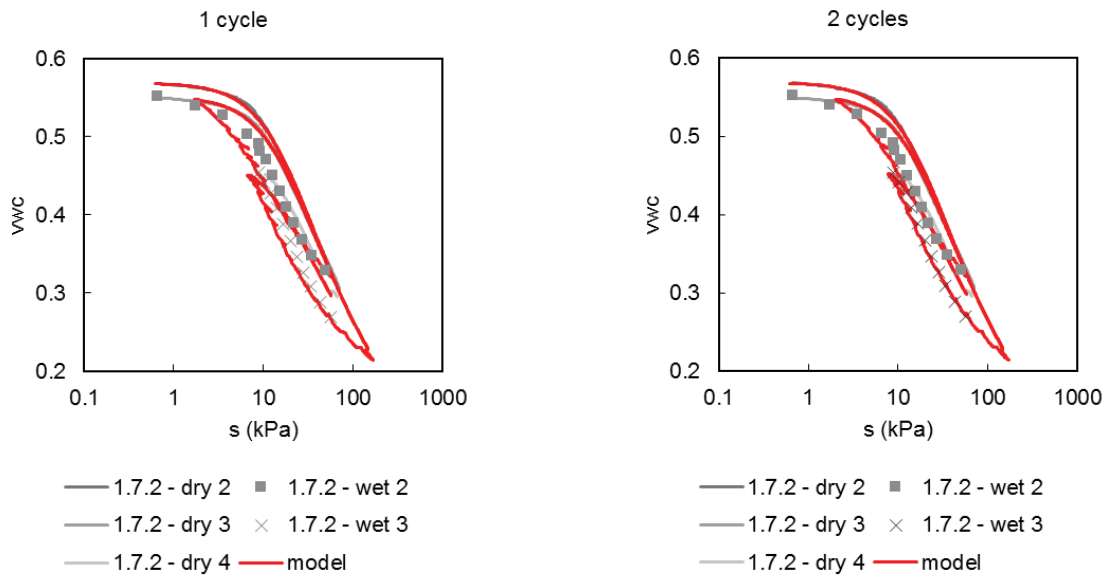 1 cycle
0.6
0.5
0.4
0.3
0.2
vwc
0.1 1 10 100 1000
s (kPa)
1.7.2 - dry 2 1.7.2 - wet 2
1.7.2 - dry 3 1.7.2 - wet 3
1.7.2 - dry 4 model
2 cycles
0.6
0.5
0.4
0.3
0.2
vwc
0.1 1 10 100 1000
s (kPa)
1.7.2 - dry 2 1.7.2 - wet 2
1.7.2 - dry 3 1.7.2 - wet 3
1.7.2 - dry 4 model